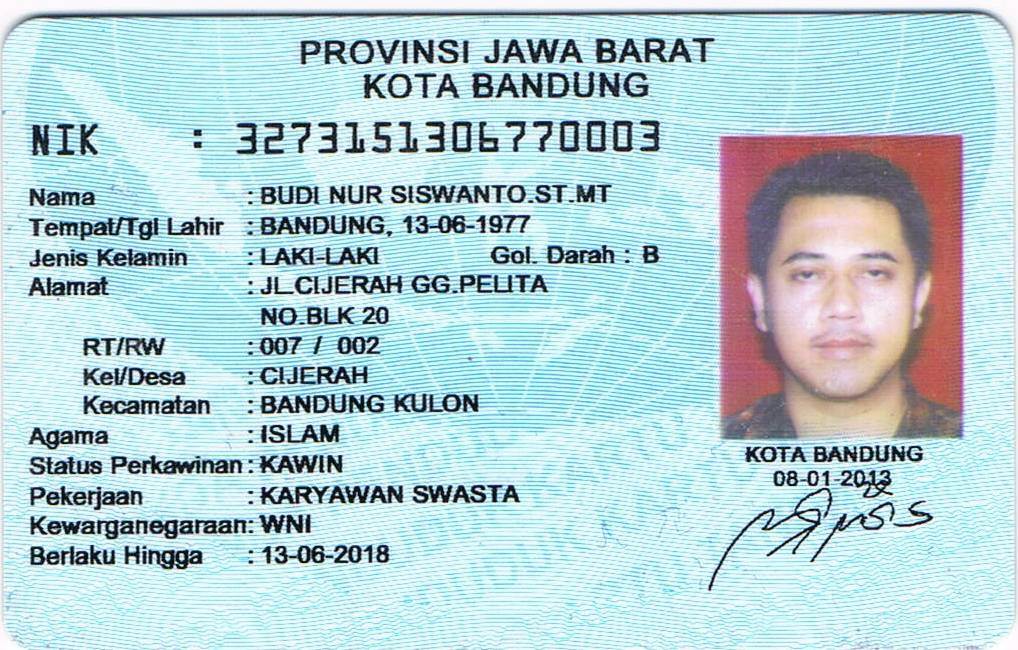 PROVINSI JAWA BARAT
KOTA BANDUNG
NIK : 3273151306770003
Nama : BUDI NUR SISWANTO.ST.MT
Tempat/Tgl Lahir : BANDUNG, 13-06-1977
Jenis Kelamin : LAKI-LAKI Gol. Darah : B
Alamat : JL.CIJERAH GG.PELITA
NO.BLK 20
RT/RW : 007 / 002
Kel/Desa : CIJERAH
Kecamatan : BANDUNG KULON
Agama : ISLAM
Status Perkawinan : KAWIN
Pekerjaan : KARYAWAN SWASTA
Kewarganegaraan: WNI
Berlaku Hingga : 13-06-2018
KOTA BANDUNG
08-01-2013